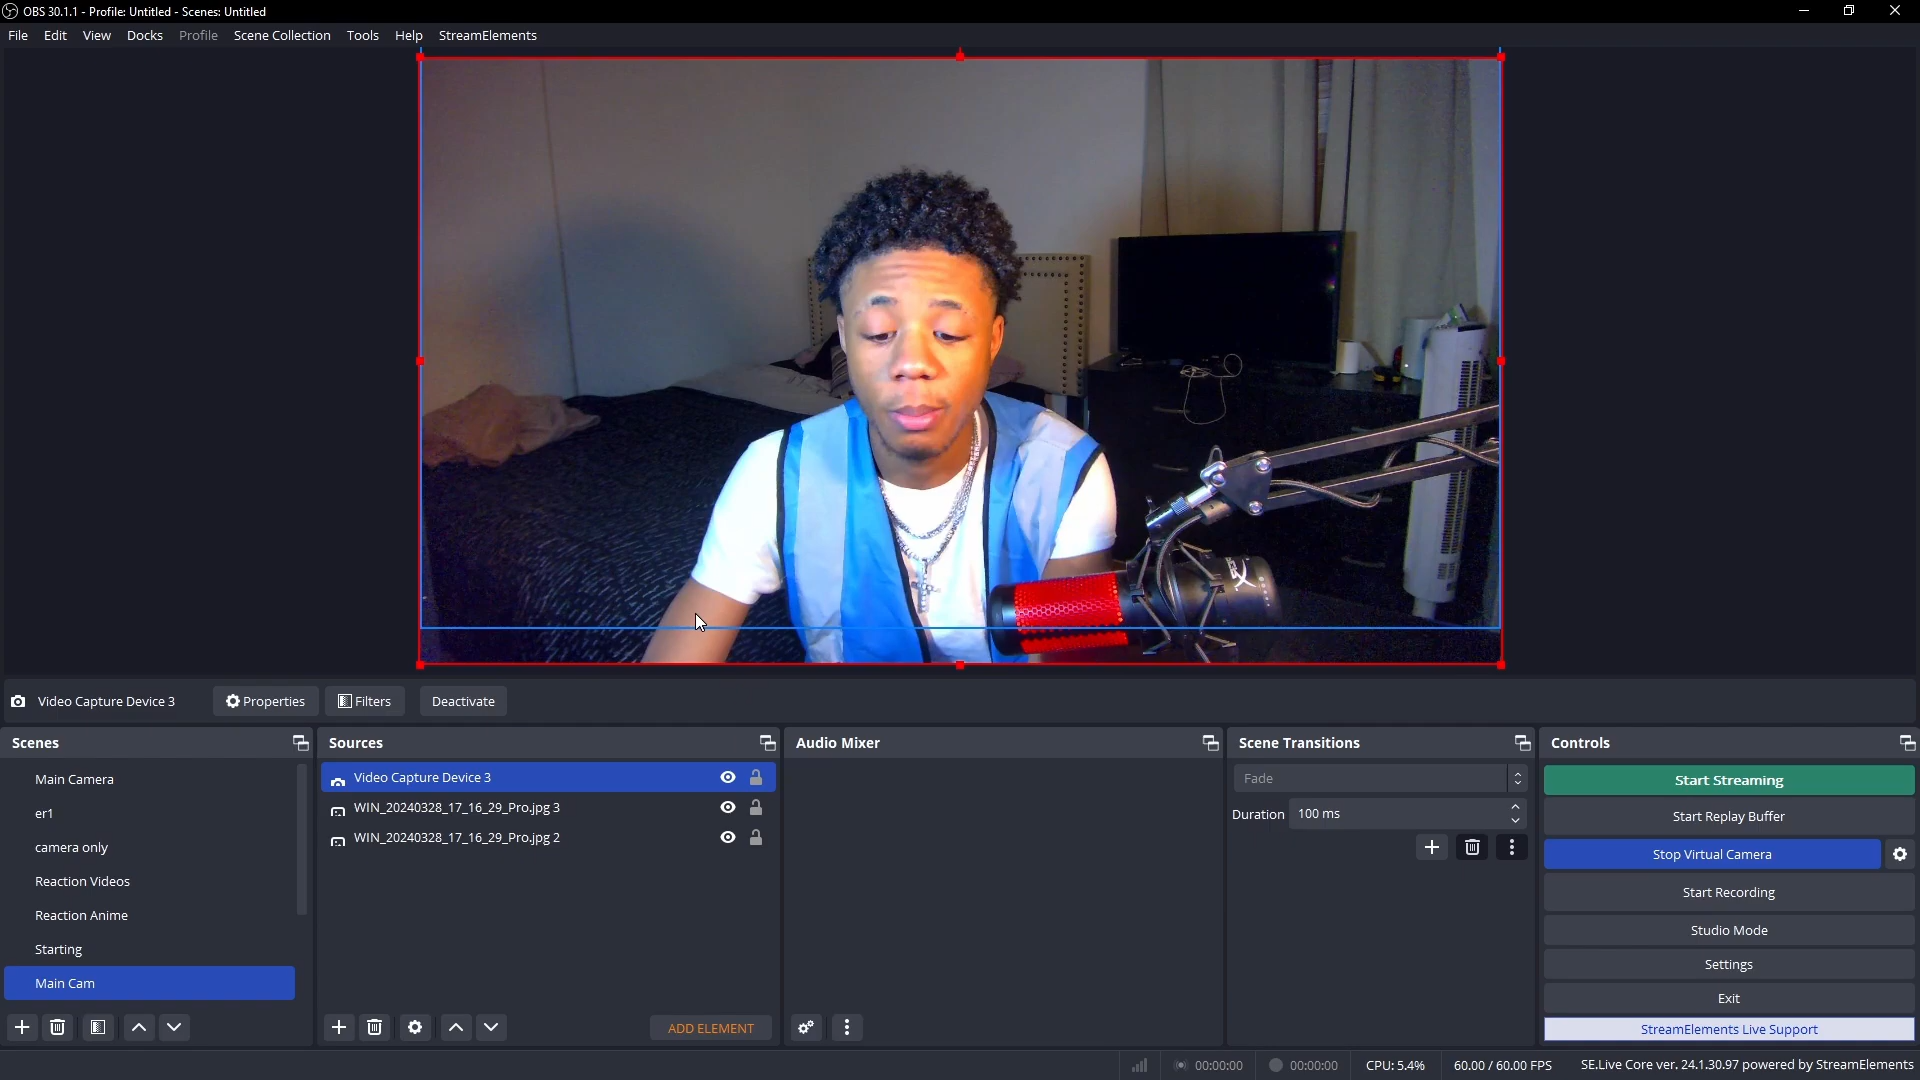 OBS 30.1.1 - Profile: Untitled - Scenes: Untitled
File Edit View Docks Profile Scene Collection Tools Help StreamElements
Video Capture Device 3 Properties Filters Deactivate
Scenes
Main Camera
er1
camera only
Reaction Videos
Reaction Anime
Starting
Main Cam
Sources
Video Capture Device 3
WIN_20240328_17_16_29_Pro.jpg 3
WIN_20240328_17_16_29_Pro.jpg 2
ADD ELEMENT
Audio Mixer
Scene Transitions
Fade
Duration 100 ms
Controls
Start Streaming
Start Replay Buffer
Stop Virtual Camera
Start Recording
Studio Mode
Settings
Exit
StreamElements Live Support
00:00:00 00:00:00 CPU: 5.4% 60.00 / 60.00 FPS SE.Live Core ver. 24.1.30.97 powered by StreamElements